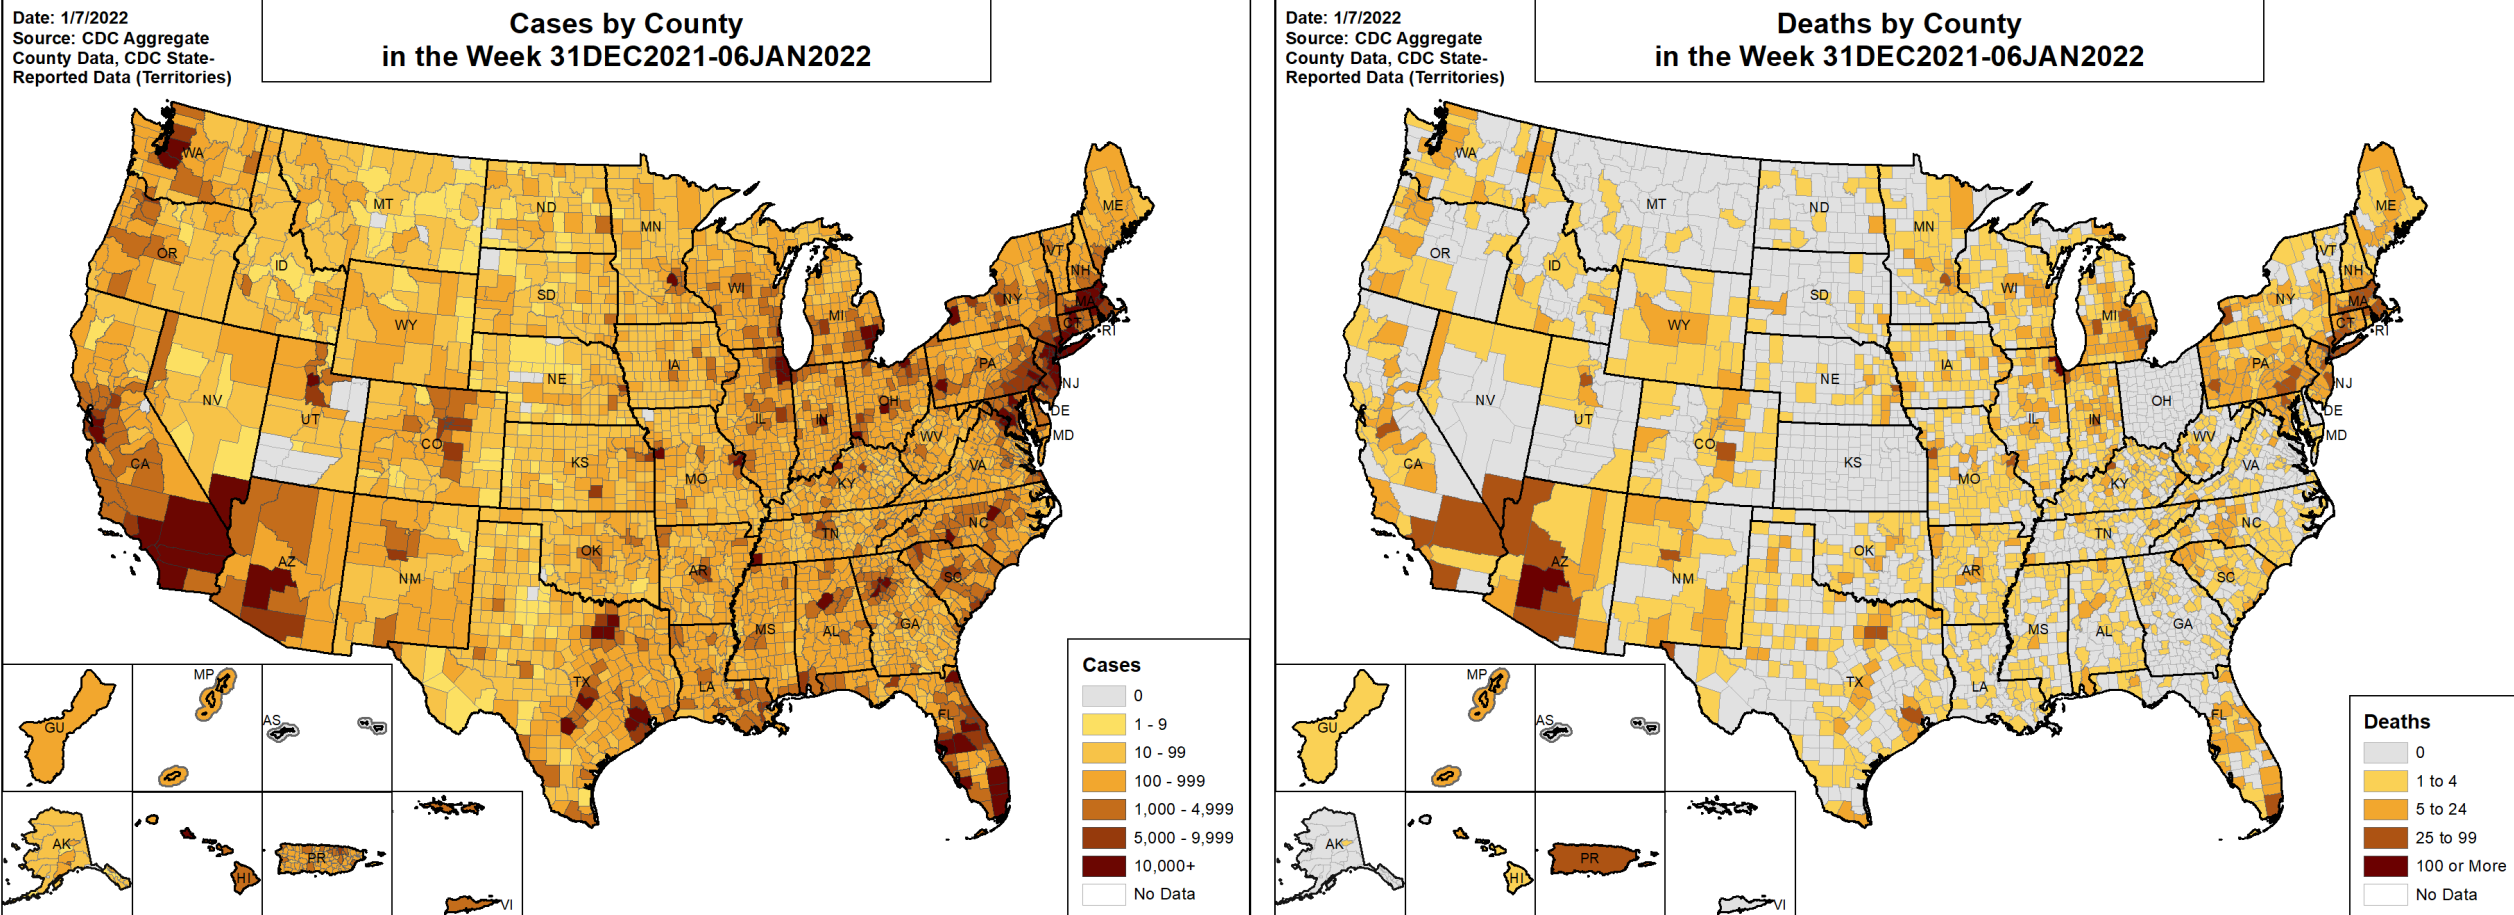 Date: 1/7/2022
Source: CDC Aggregate
County Data, CDC State-
Reported Data (Territories)
Cases by County
in the Week 31DEC2021-06JAN2022
WA
MT
ND
MN
ME
OR
ID
SD
WI
VT
NH
NY
MA
WY
MI
CT
RI
IA
PA
NJ
NE
NV
UT
IL
IN
OH
DE
CO
MD
CA
KS
MO
WV
VA
KY
NC
TN
AZ
OK
NM
AR
SC
MS
AL
GA
TX
LA
FL
GU
MP
AS
AK
HI
PR
VI
Cases
0
1 - 9
10 - 99
100 - 999
1,000 - 4,999
5,000 - 9,999
10,000+
No Data
Date: 1/7/2022
Source: CDC Aggregate
County Data, CDC State-
Reported Data (Territories)
Deaths by County
in the Week 31DEC2021-06JAN2022
WA
MT
ND
MN
ME
OR
ID
SD
WI
VT
NH
NY
MA
WY
MI
CT
RI
IA
PA
NJ
NE
NV
UT
IL
IN
OH
DE
CO
MD
CA
KS
MO
WV
VA
KY
NC
TN
AZ
OK
NM
AR
SC
MS
AL
GA
TX
LA
FL
GU
MP
AS
AK
HI
PR
VI
Deaths
0
1 to 4
5 to 24
25 to 99
100 or More
No Data